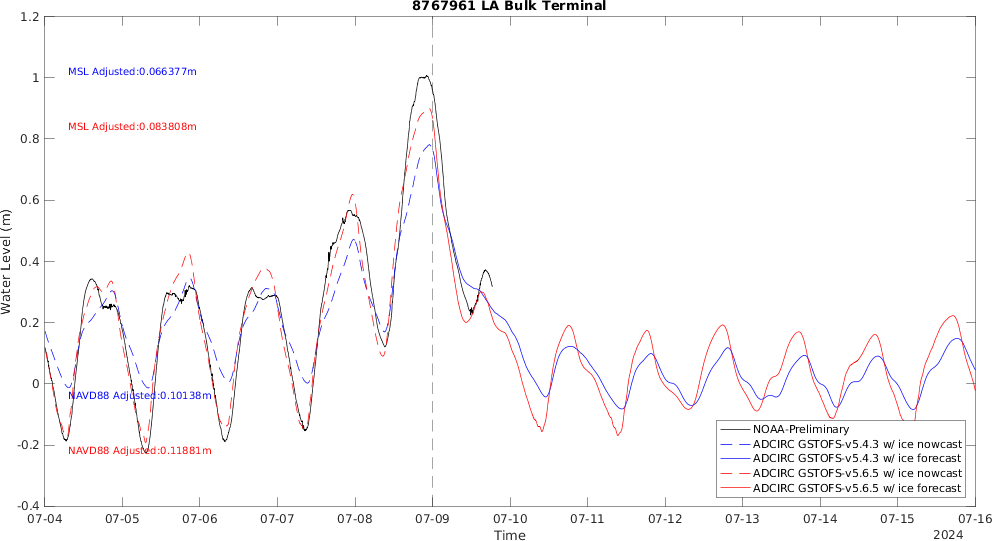 8767961 LA Bulk Terminal
1.2
1
0.8
0.6
0.4
0.2
0
-0.2
-0.4
Water Level (m)
MSL Adjusted:0.066377m
MSL Adjusted:0.083808m
NAVD88 Adjusted:0.10138m
NAVD88 Adjusted:0.11881m
NOAA-Preliminary
ADCIRC GSTOFS-v5.4.3 w/ ice nowcast
ADCIRC GSTOFS-v5.4.3 w/ ice forecast
ADCIRC GSTOFS-v5.6.5 w/ ice nowcast
ADCIRC GSTOFS-v5.6.5 w/ ice forecast
07-04 07-05 07-06 07-07 07-08 07-09 07-10 07-11 07-12 07-13 07-14 07-15 07-16
Time
2024